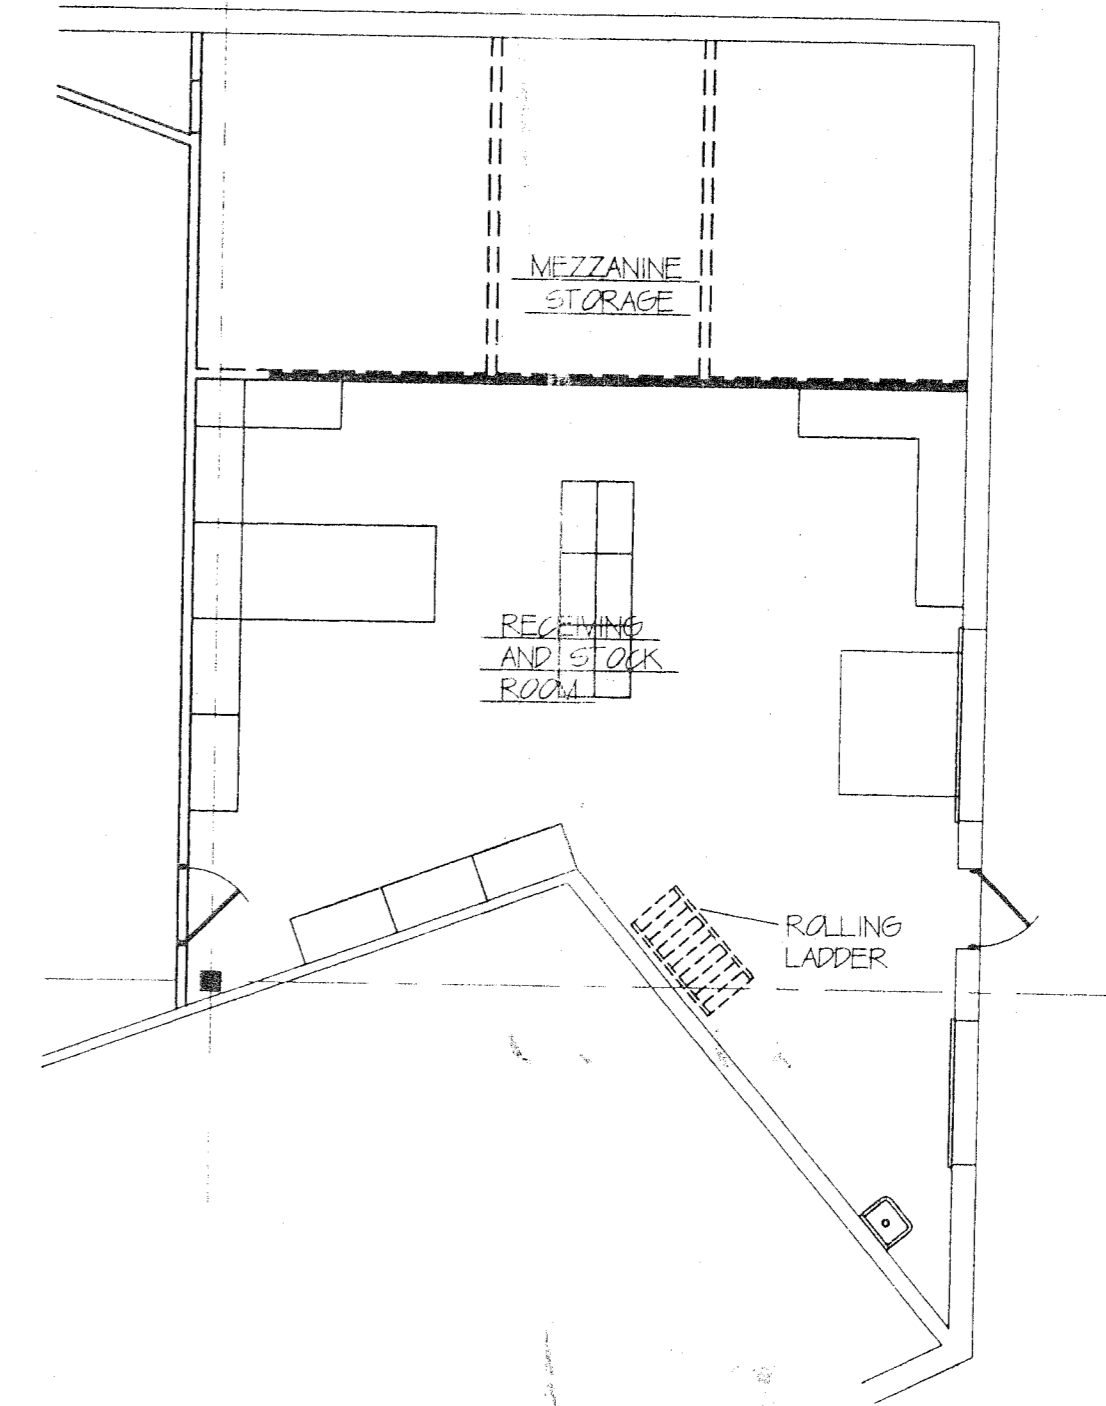 MEZZANINE
STORAGE
RECEIVING
AND STOCK
ROOM
ROLLING
LADDER